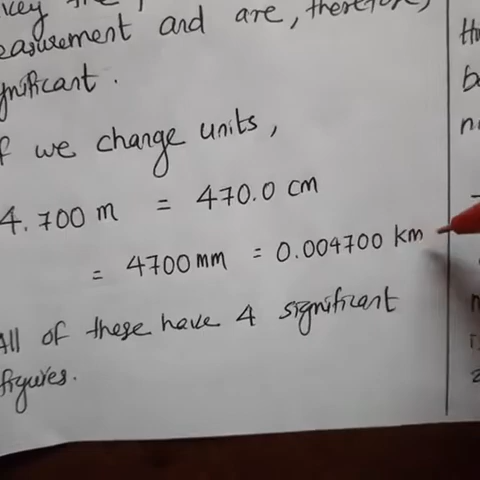 measurement and are, therefore,
significant.
If we change units,
4.700 m = 470.0 cm
= 4700 mm = 0.004700 km
All of these have 4 significant
figures.